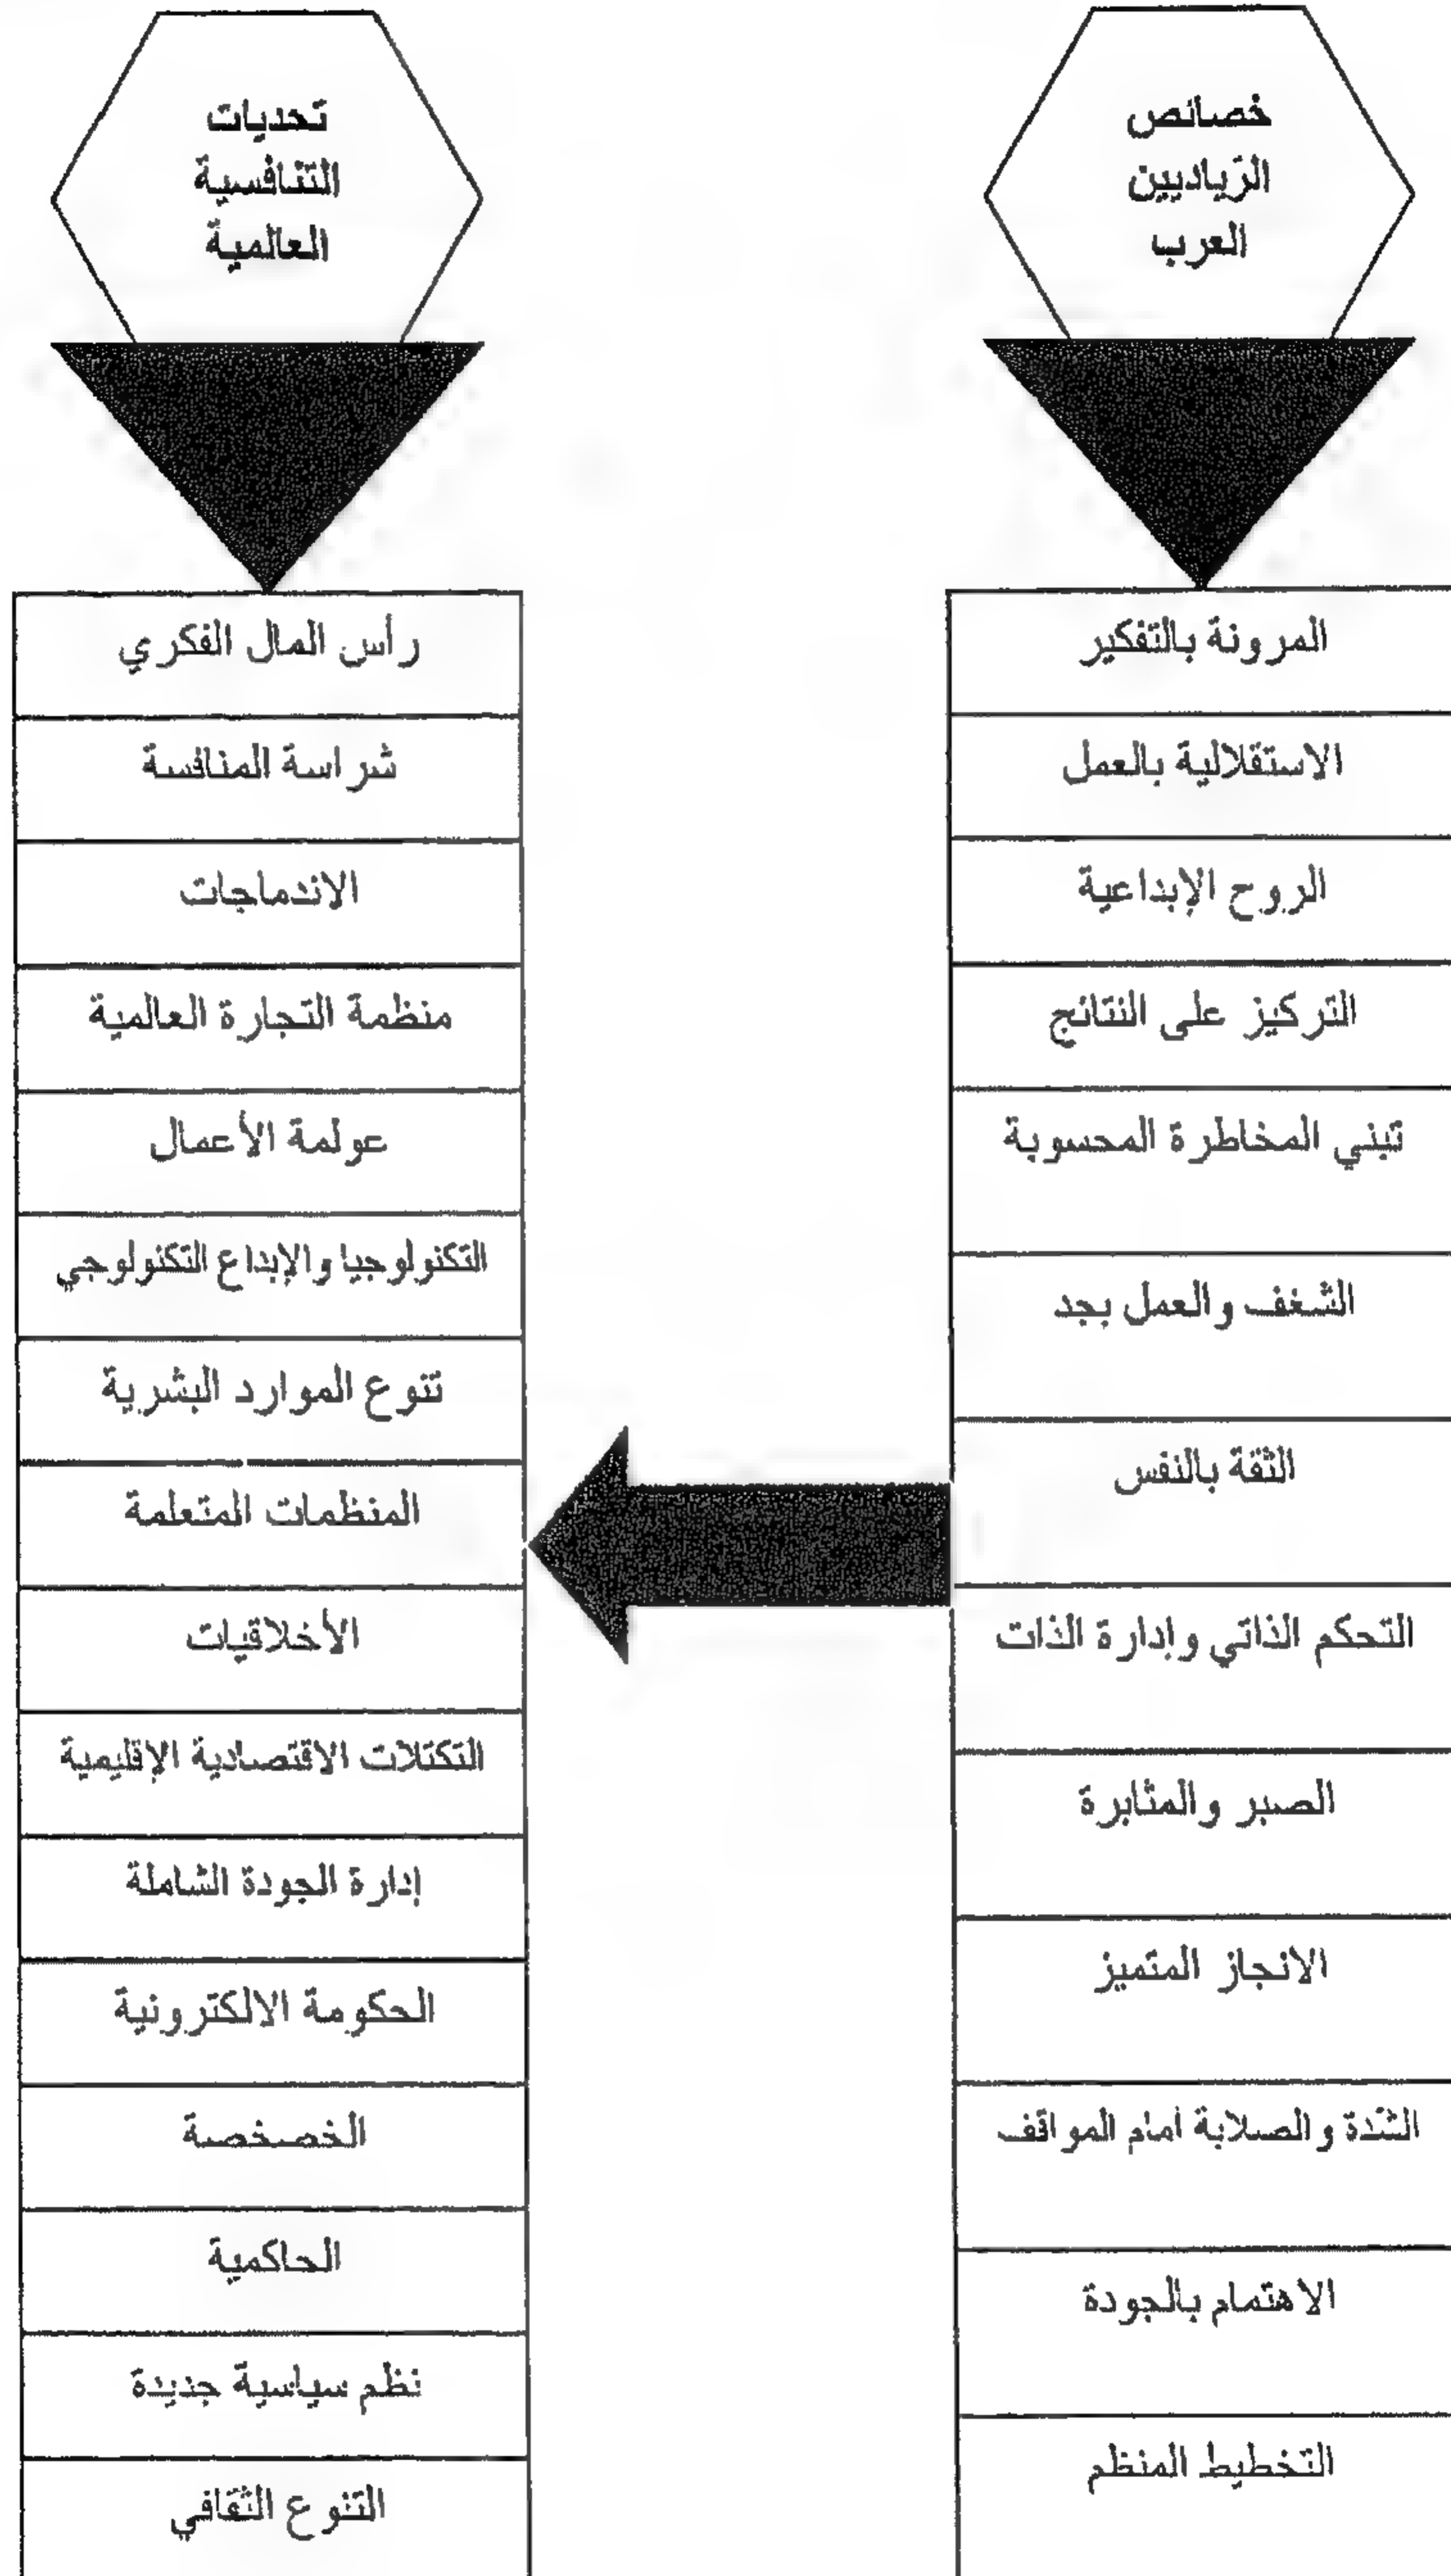 خصائص
الرّياديين
العرب
المرونة بالتفكير
الاستقلالية بالعمل
الروح الإبداعية
التركيز على النتائج
تبني المخاطرة المحسوبة
الشغف والعمل بجد
الثقة بالنفس
التحكم الذاتي وإدارة الذات
الصبر والمثابرة
الانجاز المتميز
الشدة والصلابة أمام المواقف
الاهتمام بالجودة
التخطيط المنظم
تحديات
التنافسية
العالمية
رأس المال الفكري
شراسة المنافسة
الاندماجات
منظمة التجارة العالمية
عولمة الأعمال
التكنولوجيا والإبداع التكنولوجي
تنوع الموارد البشرية
المنظمات المتعلمة
الأخلاقيات
التكتلات الاقتصادية الإقليمية
إدارة الجودة الشاملة
الحكومة الالكترونية
الخصخصة
الحاكمية
نظم سياسية جديدة
التنوع الثقافي